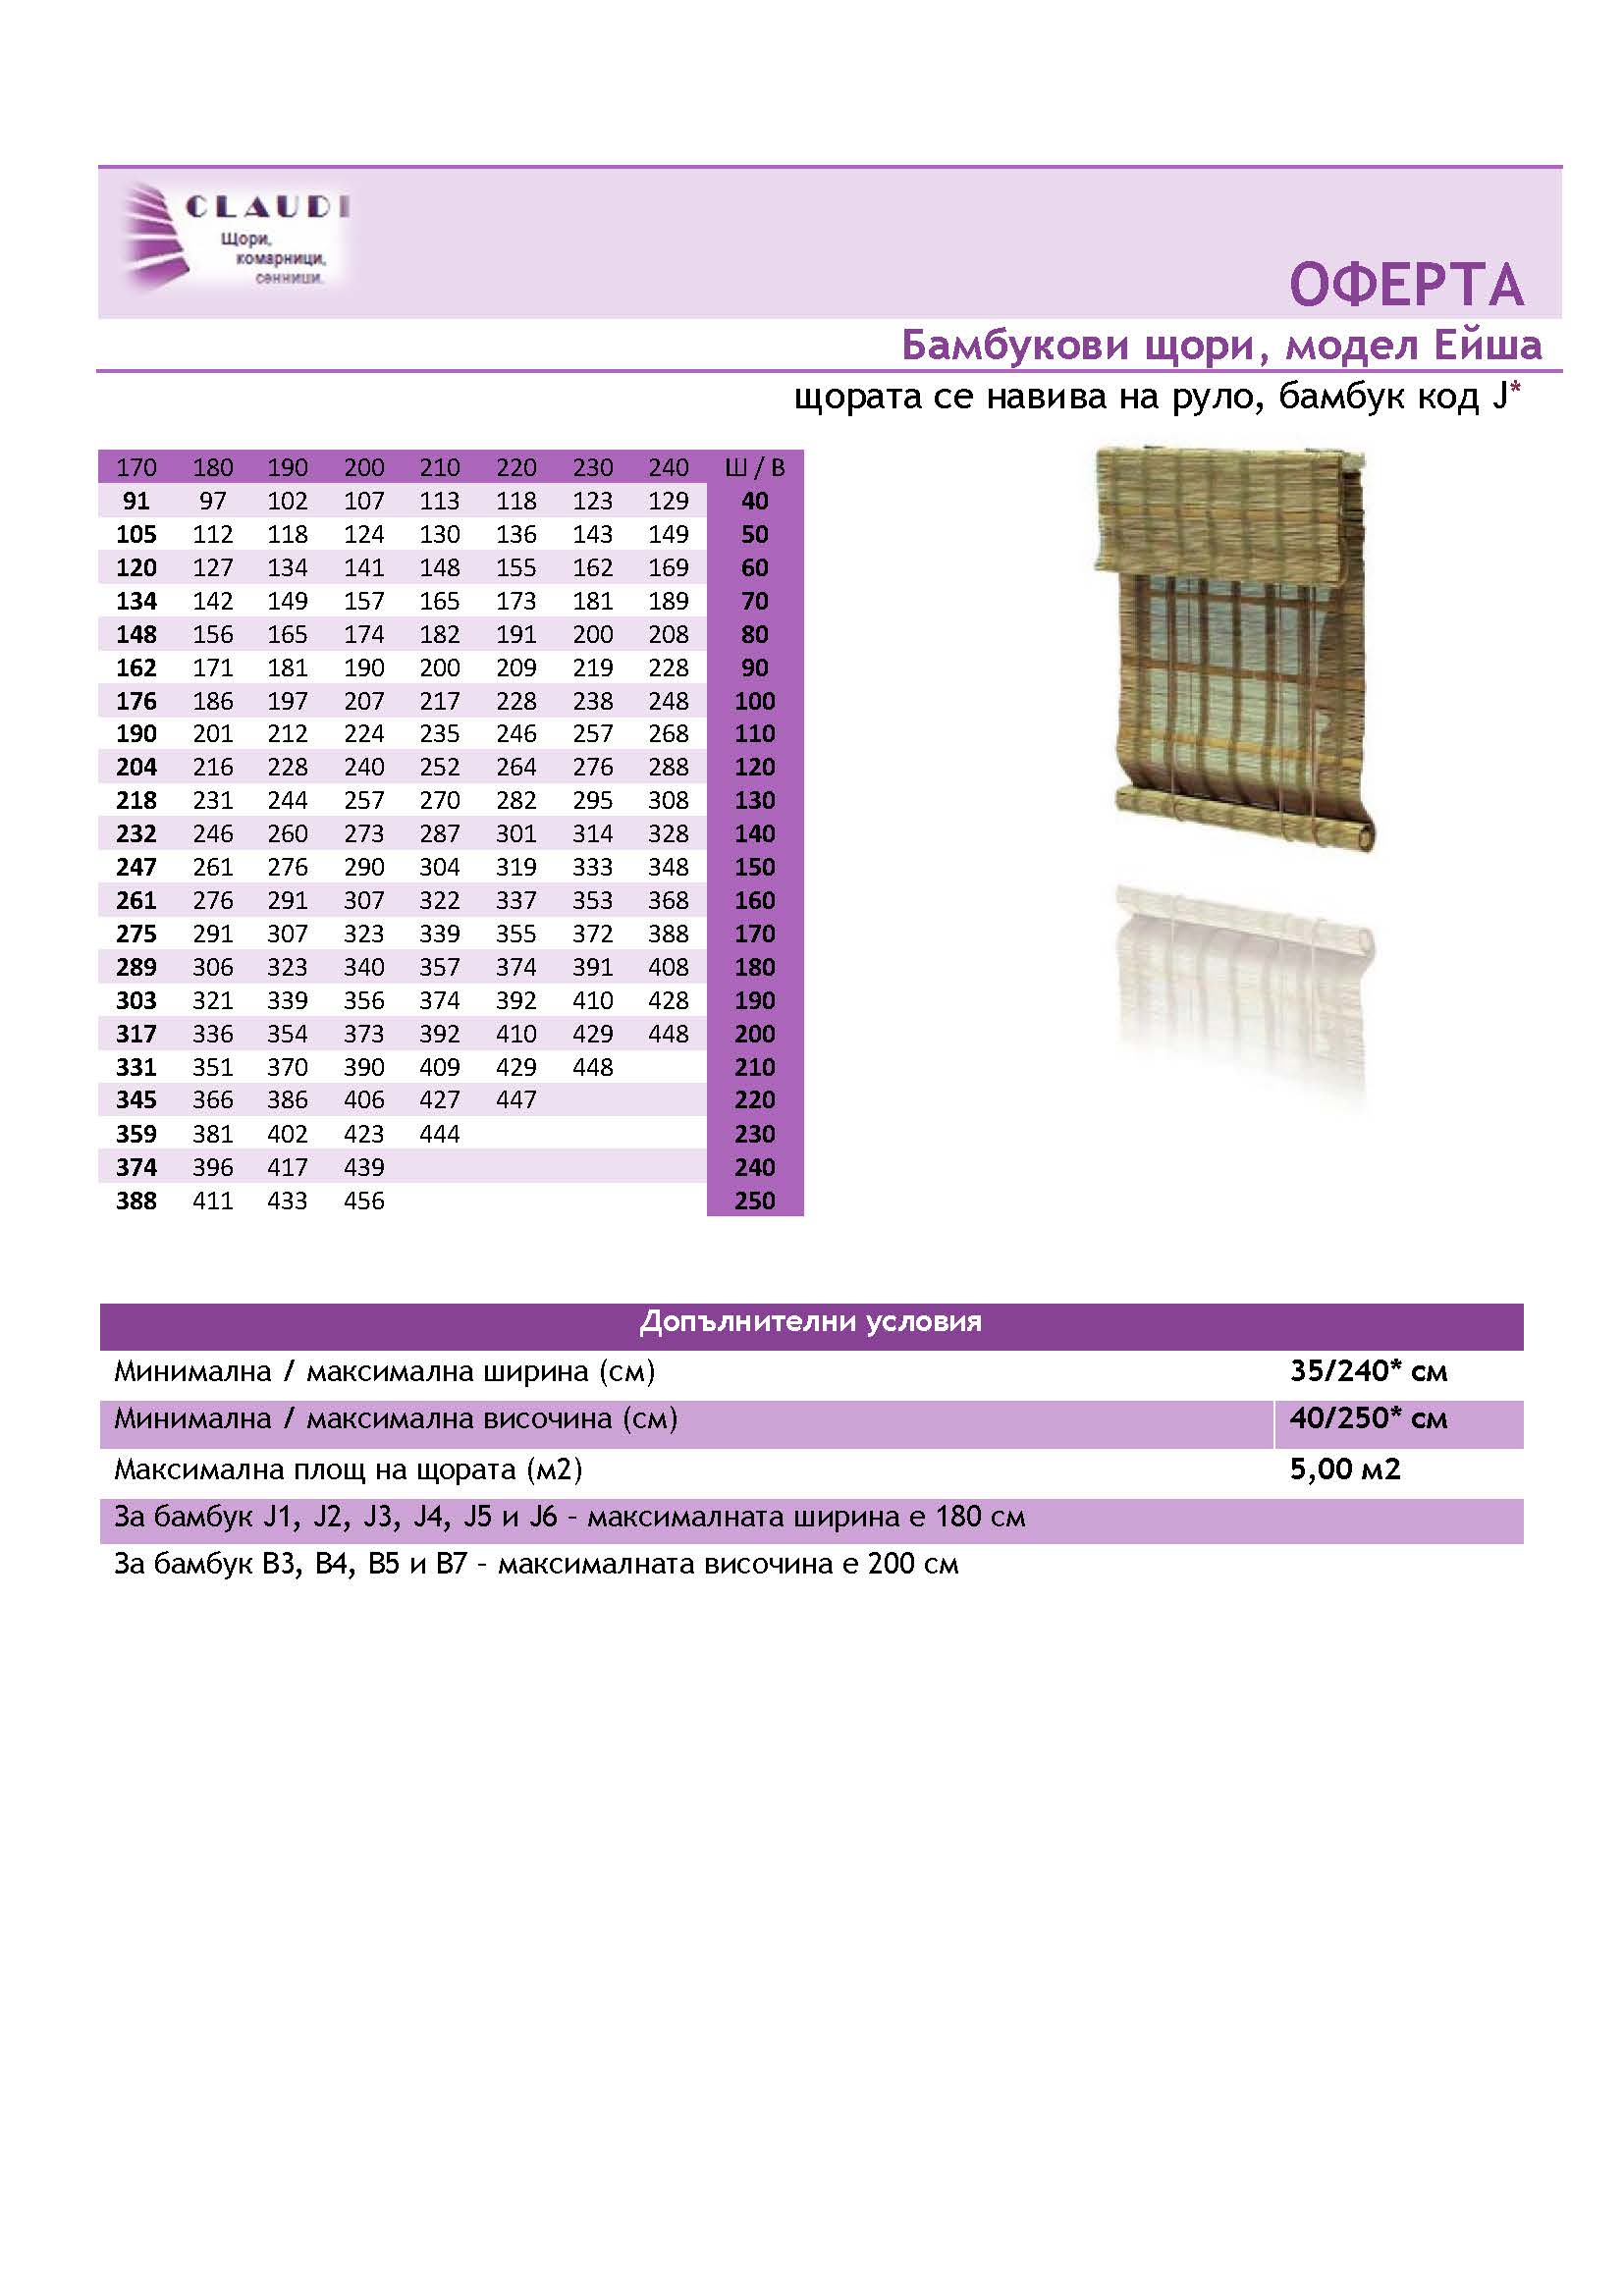 CLAUDI
Щори,
комарници,
сенници.
ОФЕРТА
Бамбукови щори, модел Ейша
щората се навива на руло, бамбук код J*
170 180 190 200 210 220 230 240 Ш / В
91 97 102 107 113 118 123 129 40
105 112 118 124 130 136 143 149 50
120 127 134 141 148 155 162 169 60
134 142 149 157 165 173 181 189 70
148 156 165 174 182 191 200 208 80
162 171 181 190 200 209 219 228 90
176 186 197 207 217 228 238 248 100
190 201 212 224 235 246 257 268 110
204 216 228 240 252 264 276 288 120
218 231 244 257 270 282 295 308 130
232 246 260 273 287 301 314 328 140
247 261 276 290 304 319 333 348 150
261 276 291 307 322 337 353 368 160
275 291 307 323 339 355 372 388 170
289 306 323 340 357 374 391 408 180
303 321 339 356 374 392 410 428 190
317 336 354 373 392 410 429 448 200
331 351 370 390 409 429 448 210
345 366 386 406 427 447 220
359 381 402 423 444 230
374 396 417 439 240
388 411 433 456 250
Допълнителни условия
Минимална / максимална ширина (см) 35/240* см
Минимална / максимална височина (см) 40/250* см
Максимална площ на щората (м2) 5,00 м2
За бамбук J1, J2, J3, J4, J5 и J6 - максималната ширина е 180 см
За бамбук B3, B4, B5 и B7 - максималната височина е 200 см